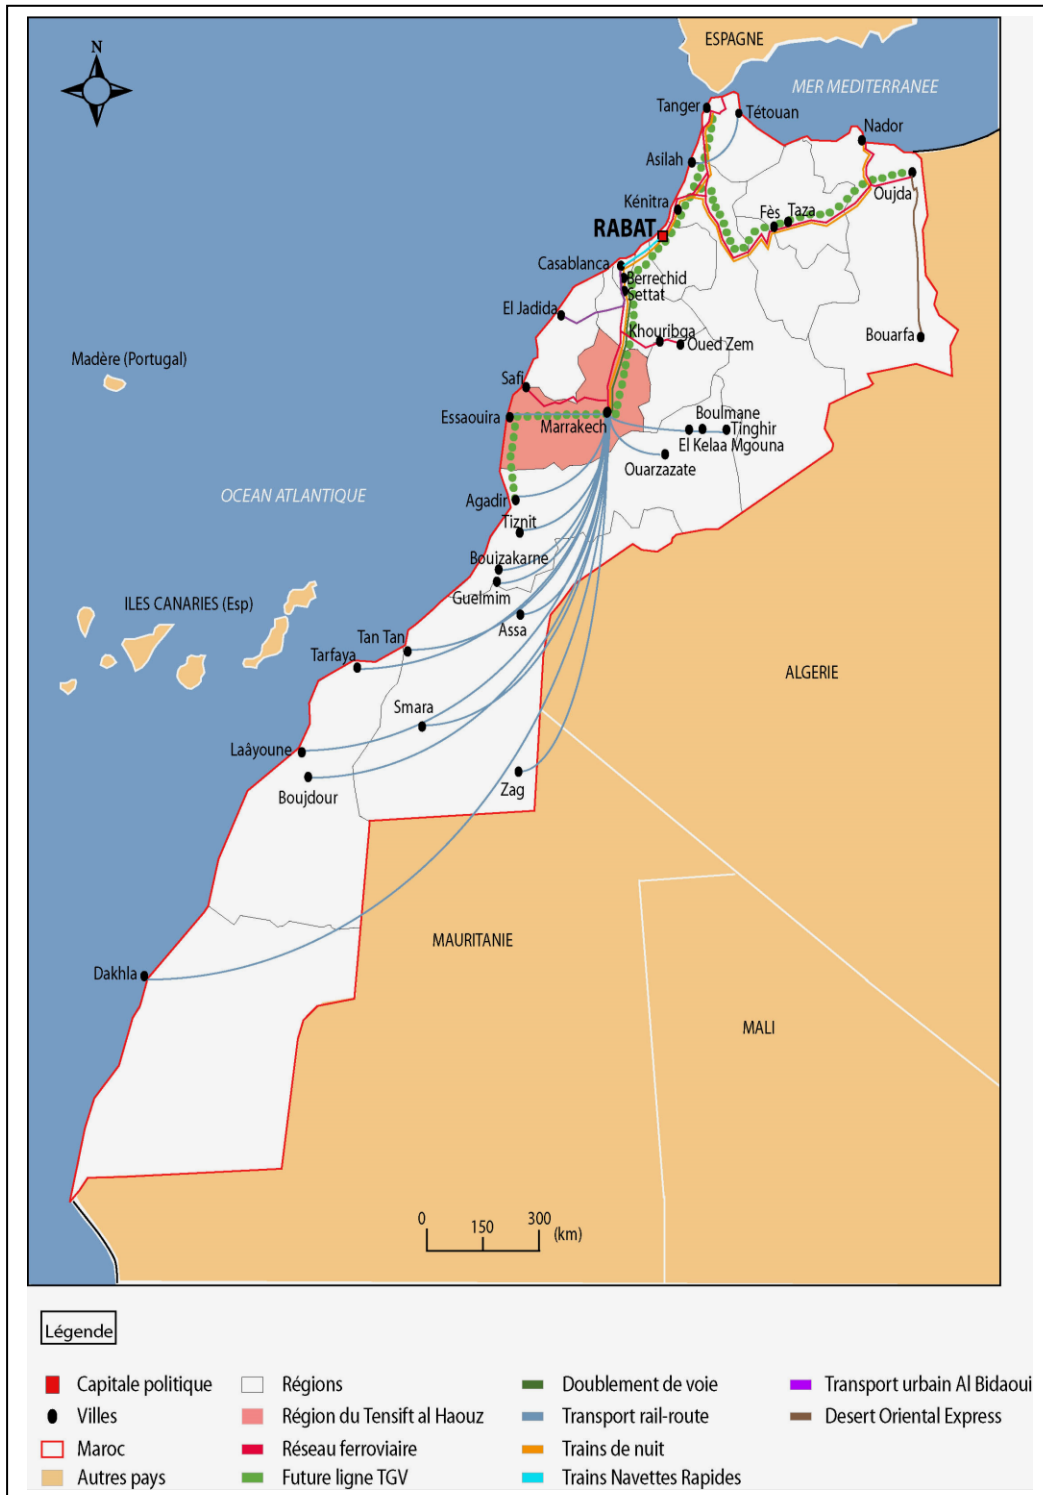 N
ESPAGNE
MER MEDITERRANEE
Tanger
Tétouan
Nador
Asilah
Oujda
Kénitra
Fès
Taza
RABAT
Casablanca
Berrechid
Settat
El Jadida
Khouribga
Oued Zem
Bouarfa
Madère (Portugal)
Safi
Essaouira
Marrakech
Boulmane
Tinghir
El Kelaa Mgouna
Ouarzazate
OCEAN ATLANTIQUE
Agadir
Tiznit
Bouizakarne
Guelmim
ILES CANARIES (Esp)
Assa
Tan Tan
Tarfaya
ALGERIE
Smara
Laâyoune
Boujdour
Zag
MAURITANIE
Dakhla
MALI
0 150 300 (km)
Légende
Capitale politique
Villes
Maroc
Autres pays
Régions
Région du Tensift al Haouz
Réseau ferroviaire
Future ligne TGV
Doublement de voie
Transport rail-route
Trains de nuit
Trains Navettes Rapides
Transport urbain Al Bidaoui
Desert Oriental Express